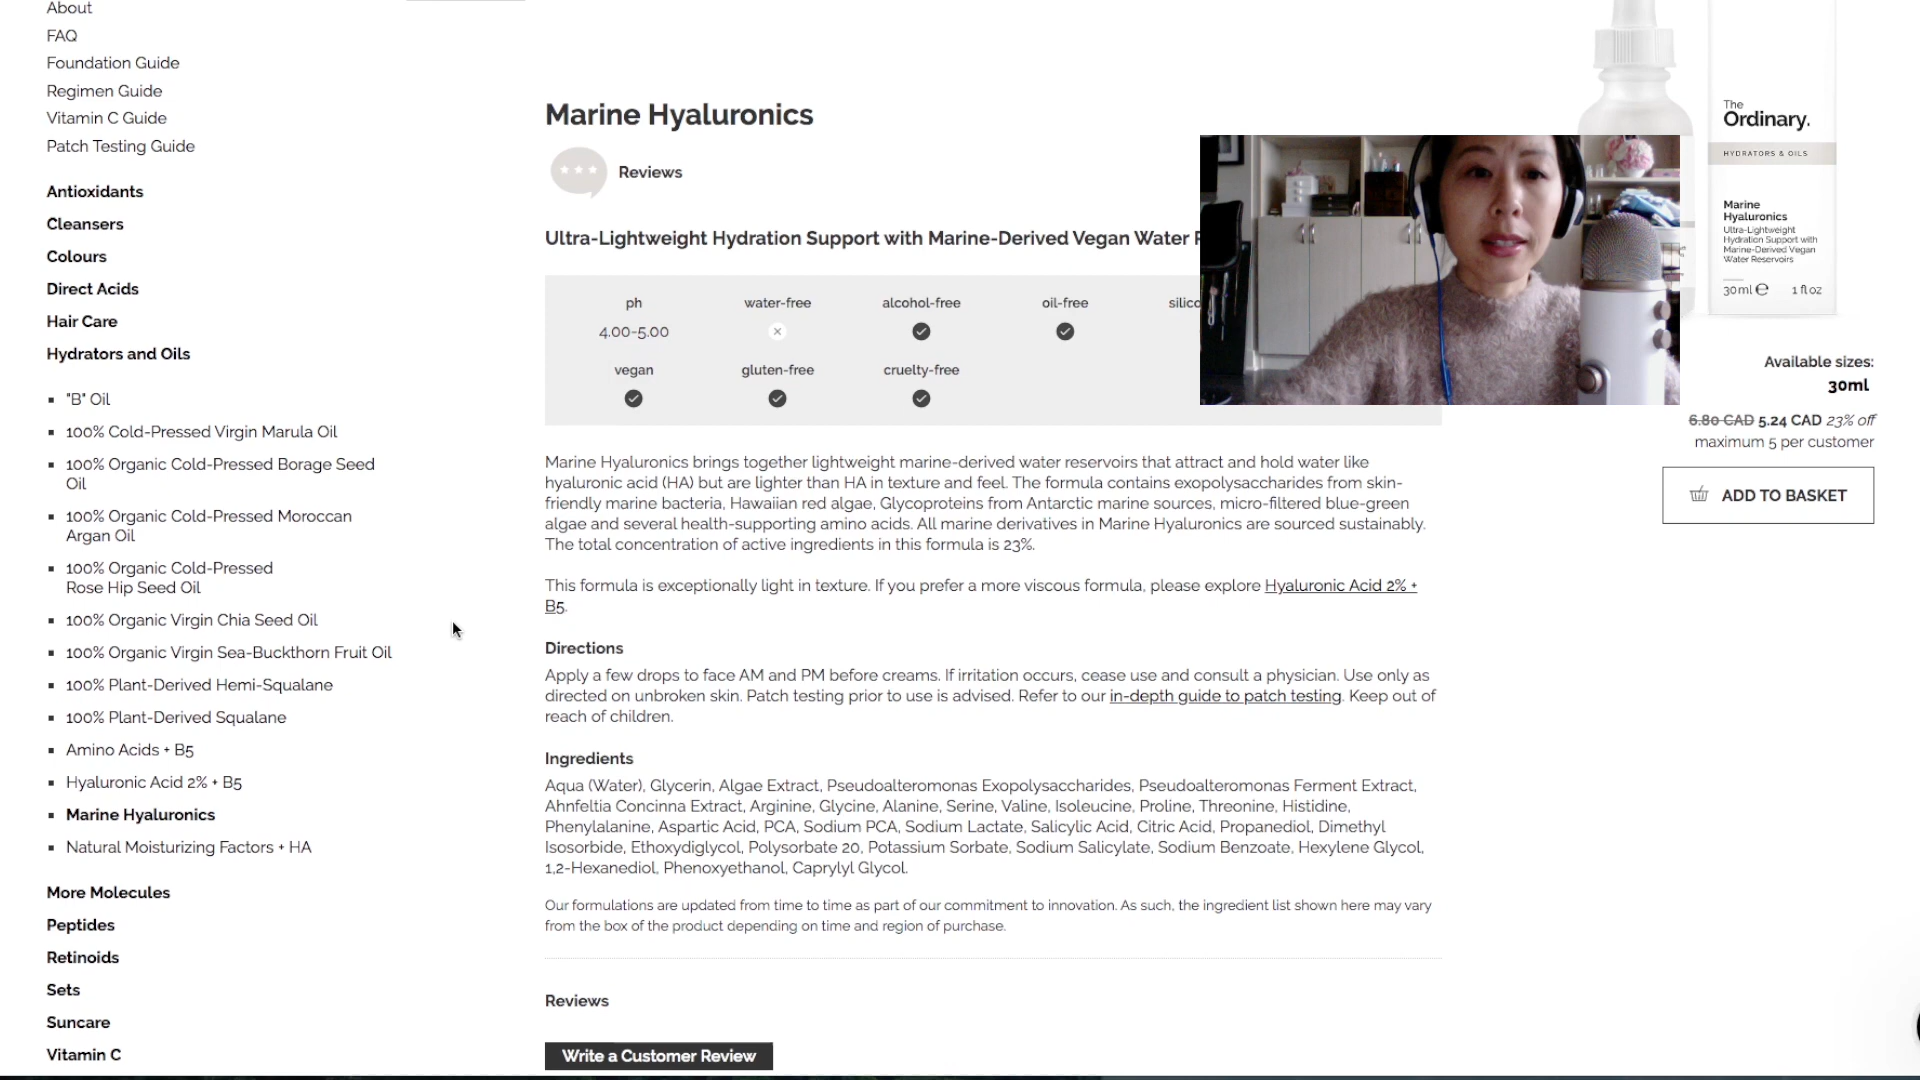 About
FAQ
Foundation Guide
Regimen Guide
Vitamin C Guide
Patch Testing Guide
Antioxidants
Cleansers
Colours
Direct Acids
Hair Care
Hydrators and Oils
"B" Oil
100% Cold-Pressed Virgin Marula Oil
100% Organic Cold-Pressed Borage Seed
Oil
100% Organic Cold-Pressed Moroccan
Argan Oil
100% Organic Cold-Pressed
Rose Hip Seed Oil
100% Organic Virgin Chia Seed Oil
100% Organic Virgin Sea-Buckthorn Fruit Oil
100% Plant-Derived Hemi-Squalane
100% Plant-Derived Squalane
Amino Acids + B5
Hyaluronic Acid 2% + B5
Marine Hyaluronics
Natural Moisturizing Factors + HA
More Molecules
Peptides
Retinoids
Sets
Suncare
Vitamin C
Marine Hyaluronics
Reviews
Ultra-Lightweight Hydration Support with Marine-Derived Vegan Water
ph water-free alcohol-free oil-free
4.00-5.00
vegan gluten-free cruelty-free
Marine Hyaluronics brings together lightweight marine-derived water reservoirs that attract and hold water like
hyaluronic acid (HA) but are lighter than HA in texture and feel. The formula contains exopolysaccharides from skin-
friendly marine bacteria, Hawaiian red algae, Glycoproteins from Antarctic marine sources, micro-filtered blue-green
algae and several health-supporting amino acids. All marine derivatives in Marine Hyaluronics are sourced sustainably.
The total concentration of active ingredients in this formula is 23%.
This formula is exceptionally light in texture. If you prefer a more viscous formula, please explore Hyaluronic Acid 2% +
B5.
Directions
Apply a few drops to face AM and PM before creams. If irritation occurs, cease use and consult a physician. Use only as
directed on unbroken skin. Patch testing prior to use is advised. Refer to our in-depth guide to patch testing. Keep out of
reach of children.
Ingredients
Aqua (Water), Glycerin, Algae Extract, Pseudoalteromonas Exopolysaccharides, Pseudoalteromonas Ferment Extract,
Ahnfeltia Concinna Extract, Arginine, Glycine, Alanine, Serine, Valine, Isoleucine, Proline, Threonine, Histidine,
Phenylalanine, Aspartic Acid, PCA, Sodium PCA, Sodium Lactate, Salicylic Acid, Citric Acid, Propanediol, Dimethyl
Isosorbide, Ethoxydiglycol, Polysorbate 20, Potassium Sorbate, Sodium Salicylate, Sodium Benzoate, Hexylene Glycol,
1,2-Hexanediol, Phenoxyethanol, Caprylyl Glycol.
Our formulations are updated from time to time as part of our commitment to innovation. As such, the ingredient list shown here may vary
from the box of the product depending on time and region of purchase.
Reviews
Write a Customer Review
The
Ordinary.
HYDRATORS & OILS
Marine
Hyaluronics
Ultra-Lightweight
Hydration Support with
Marine-Derived Vegan
Water Reservoirs
30ml e 1 fl oz
Available sizes:
30ml
6.80 CAD 5.24 CAD 23% off
maximum 5 per customer
ADD TO BASKET